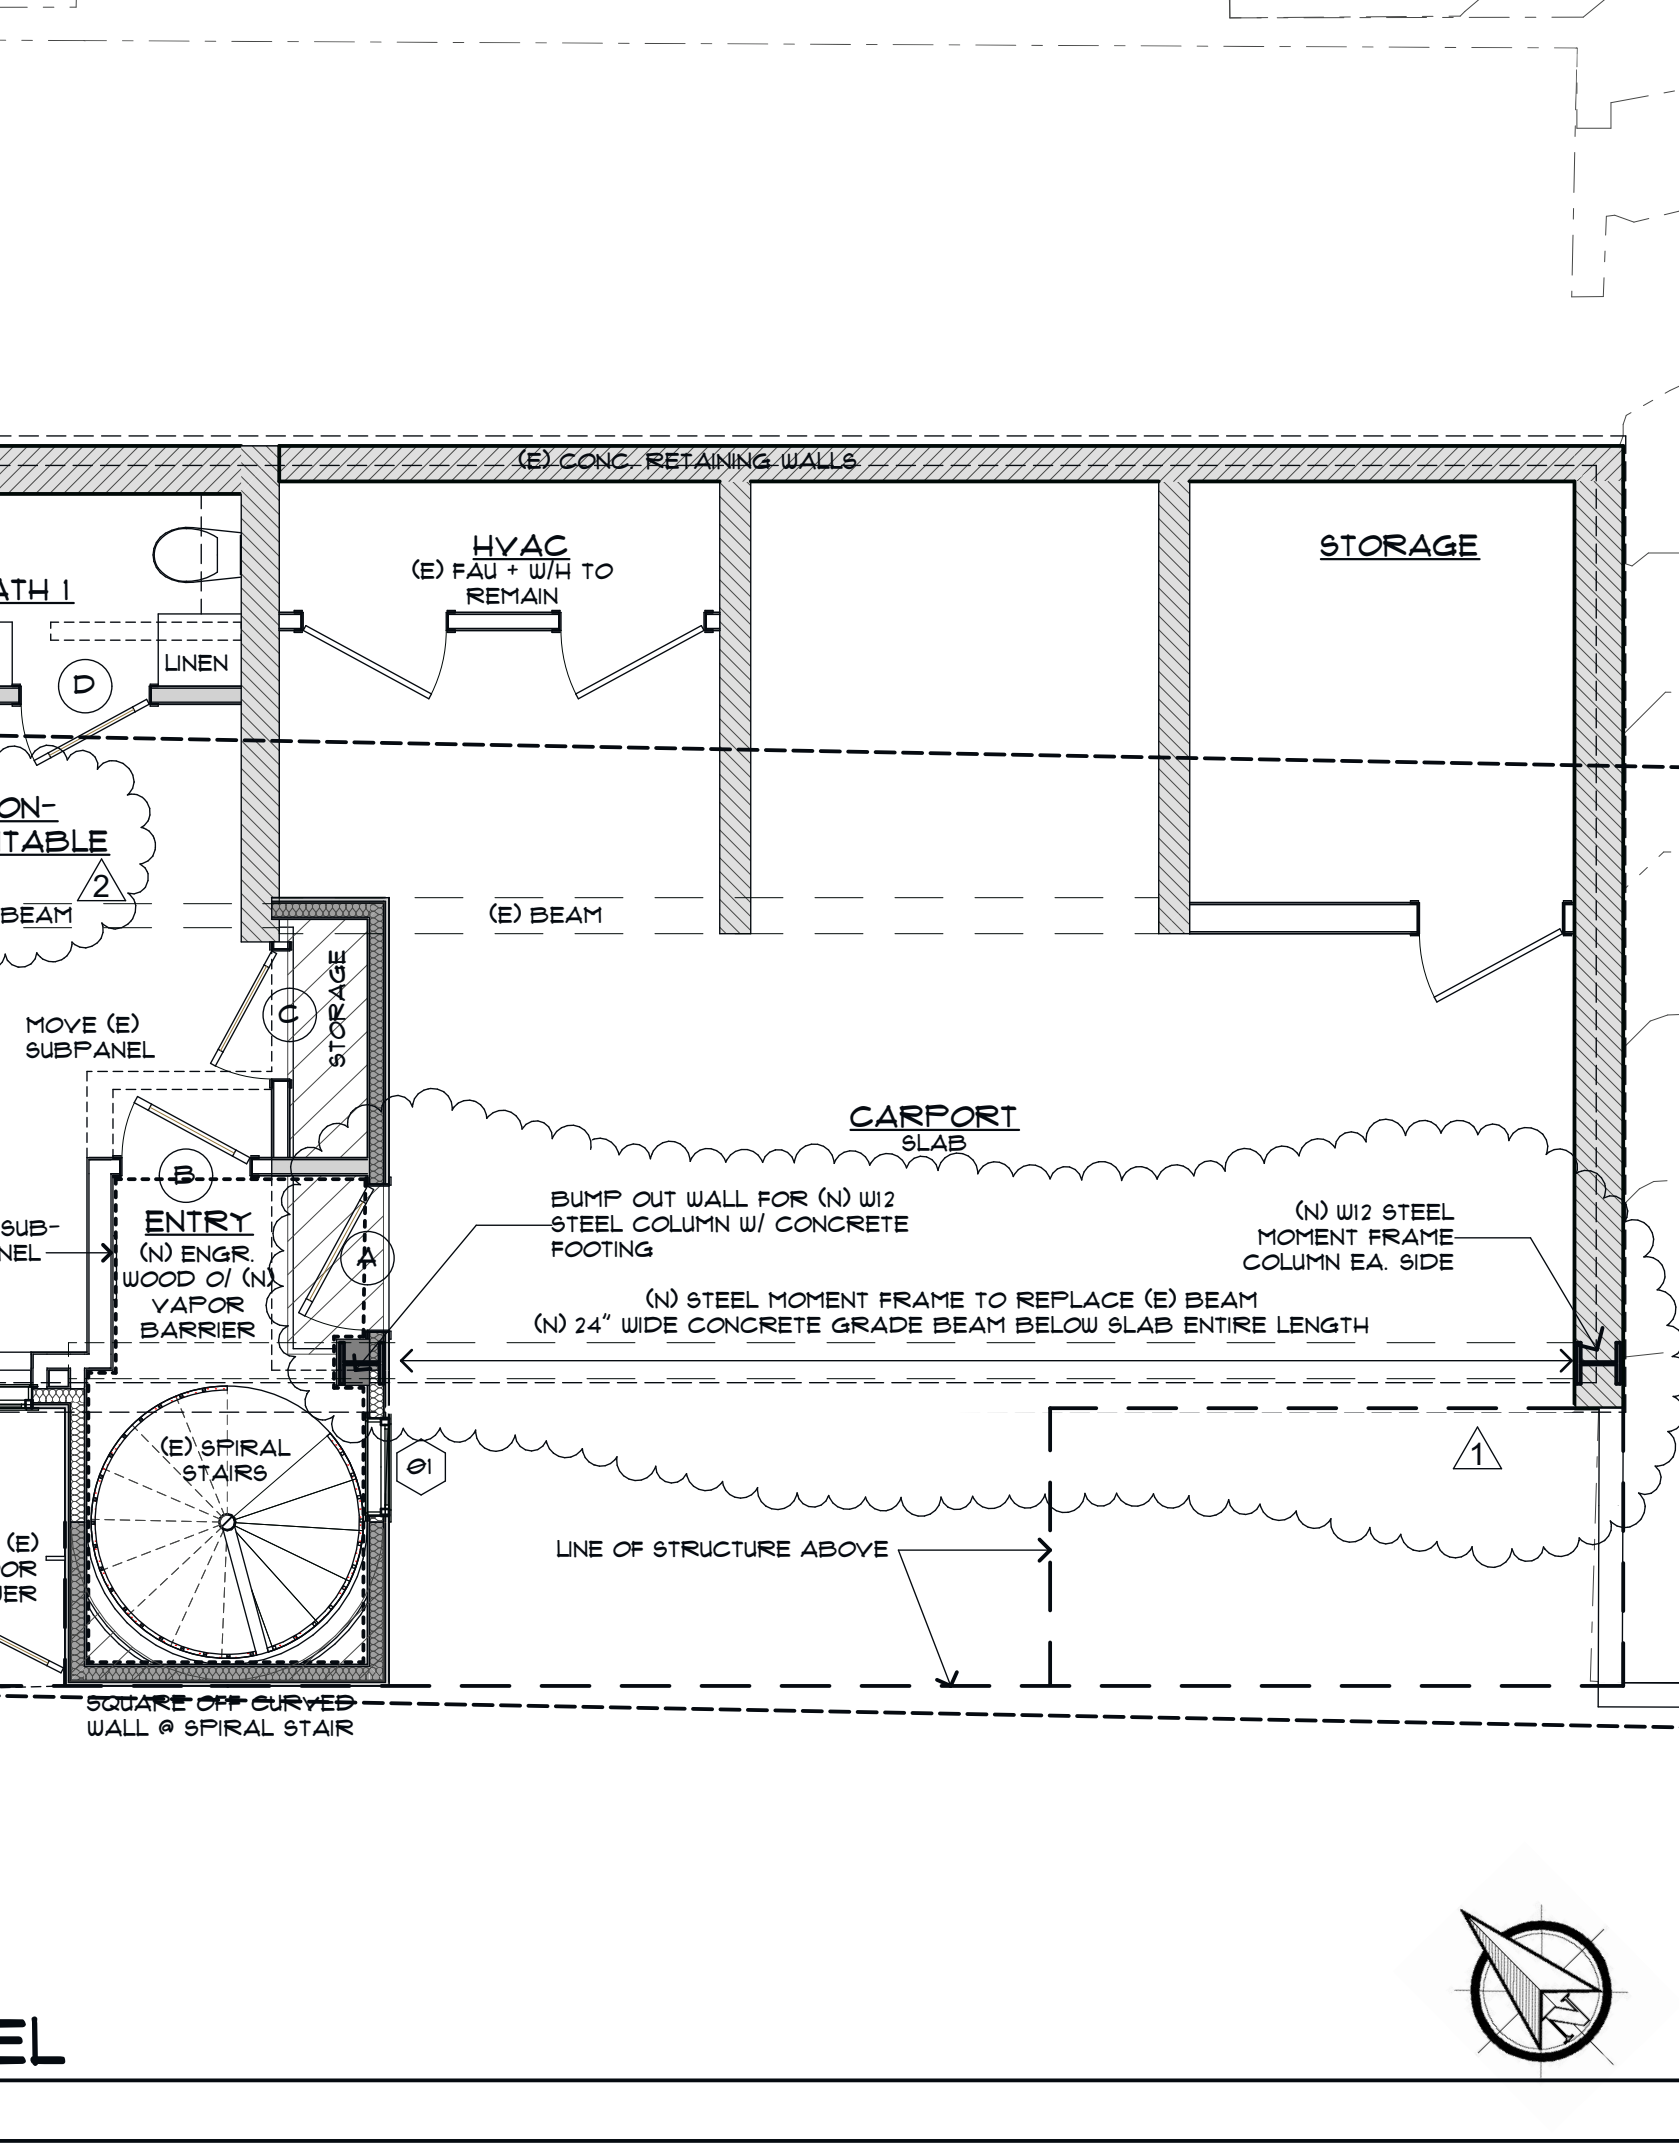 (E) CONC. RETAINING WALLS
HVAC
(E) FAU + W/H TO
REMAIN
STORAGE
ATH 1
LINEN
D
ON-
ITABLE
2
BEAM
(E) BEAM
STORAGE
C
MOVE (E)
SUBPANEL
CARPORT
SLAB
B
ENTRY
(N) ENGR.
WOOD O/ (N)
VAPOR
BARRIER
SUB-
NEL
A
BUMP OUT WALL FOR (N) W12
STEEL COLUMN W/ CONCRETE
FOOTING
(N) W12 STEEL
MOMENT FRAME
COLUMN EA. SIDE
(N) STEEL MOMENT FRAME TO REPLACE (E) BEAM
(N) 24" WIDE CONCRETE GRADE BEAM BELOW SLAB ENTIRE LENGTH
(E) SPIRAL
STAIRS
01
1
(E)
OR
ER
LINE OF STRUCTURE ABOVE
SQUARE OFF CURVED
WALL @ SPIRAL STAIR
N
EL